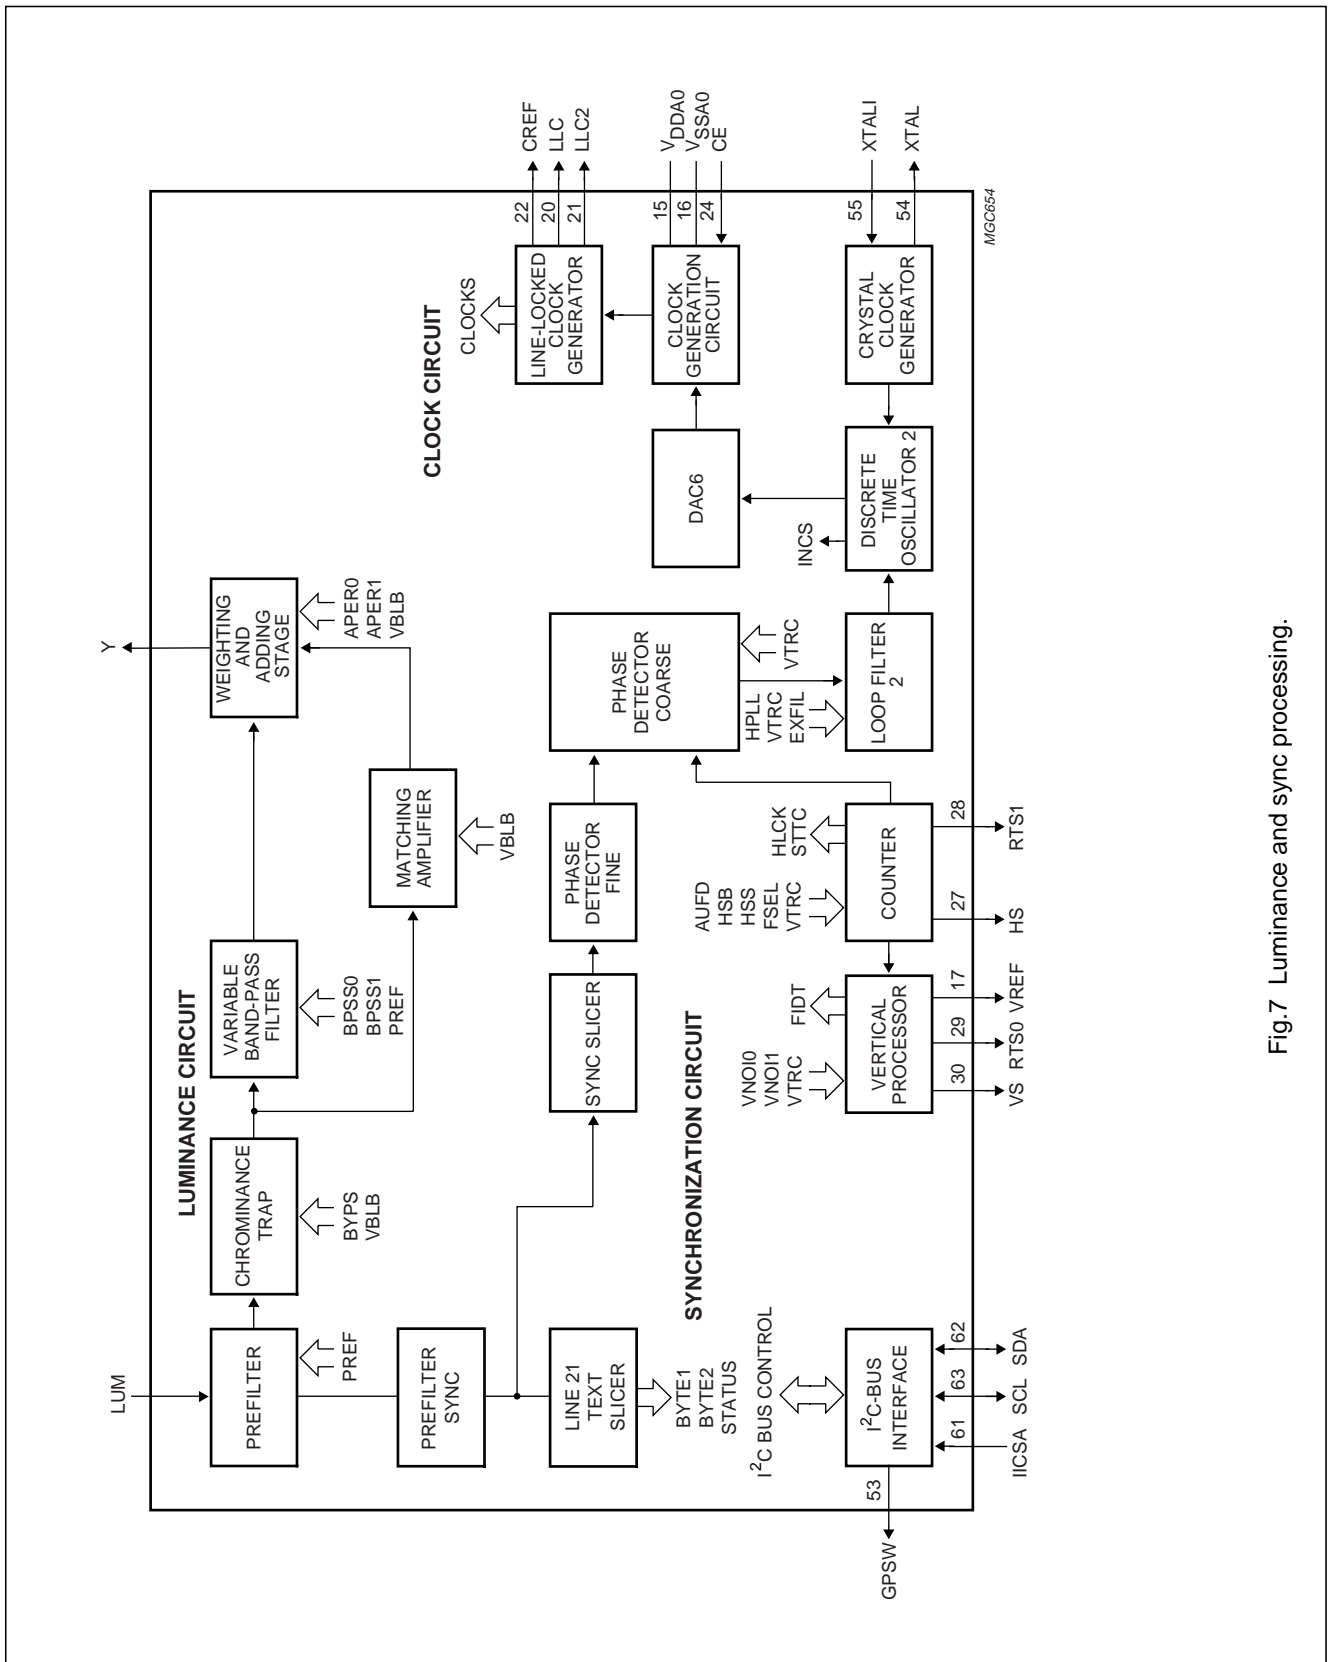 LUM
Y
LUMINANCE CIRCUIT
PREFILTER
PREF
CHROMINANCE
TRAP
BYPS
VBLB
VARIABLE
BAND-PASS
FILTER
BPSS0
BPSS1
PREF
MATCHING
AMPLIFIER
VBLB
WEIGHTING
AND
ADDING
STAGE
APER0
APER1
VBLB
PREFILTER
SYNC
LINE 21
TEXT
SLICER
BYTE1
BYTE2
STATUS
SYNC SLICER
PHASE
DETECTOR
FINE
PHASE
DETECTOR
COARSE
VTRC
SYNCHRONIZATION CIRCUIT
I2C BUS CONTROL
I2C-BUS
INTERFACE
GPSW
53
61
63
62
IICSA
SCL
SDA
VNOI0
VNOI1
VTRC
FIDT
VERTICAL
PROCESSOR
30
29
17
VS
RTS0
VREF
AUFD
HSB
HSS
FSEL
VTRC
HLCK
STTC
COUNTER
27
28
HS
RTS1
HPLL
VTRC
EXFIL
LOOP FILTER
2
INCS
DISCRETE
TIME
OSCILLATOR 2
DAC6
CLOCK CIRCUIT
CLOCKS
LINE-LOCKED
CLOCK
GENERATOR
22
20
21
CREF
LLC
LLC2
CLOCK
GENERATION
CIRCUIT
15
16
24
VDDA0
VSSA0
CE
CRYSTAL
CLOCK
GENERATOR
55
54
XTALI
XTAL
MGC654
Fig.7 Luminance and sync processing.